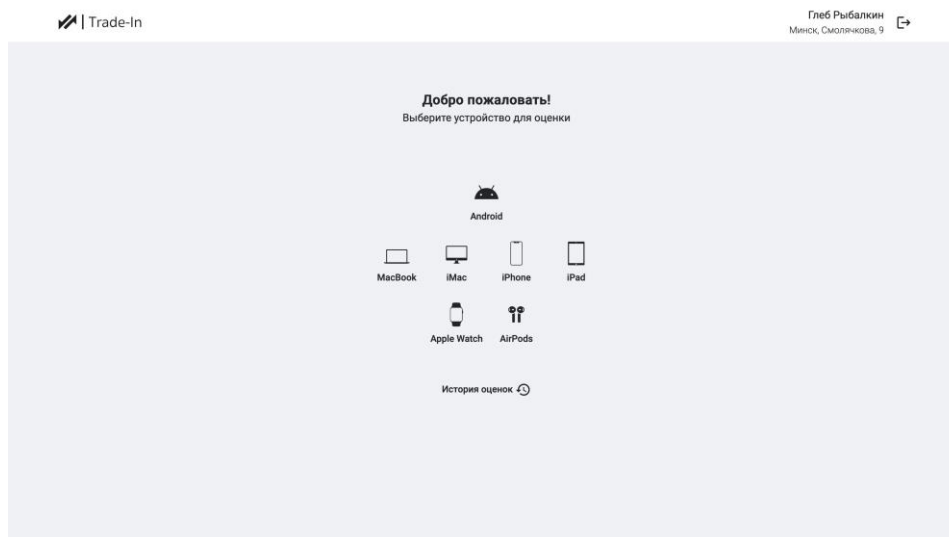 Trade-In
Глеб Рыбалкин
Минск, Смолячкова, 9
Добро пожаловать!
Выберите устройство для оценки
Android
MacBook iMac iPhone iPad
Apple Watch AirPods
История оценок